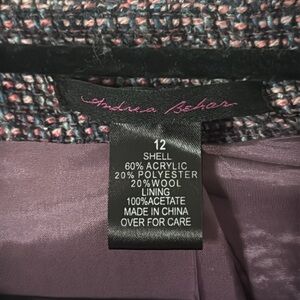 Andrea Behar
12
SHELL
60% ACRYLIC
20% POLYESTER
20%WOOL
LINING
100%ACETATE
MADE IN CHINA
OVER FOR CARE